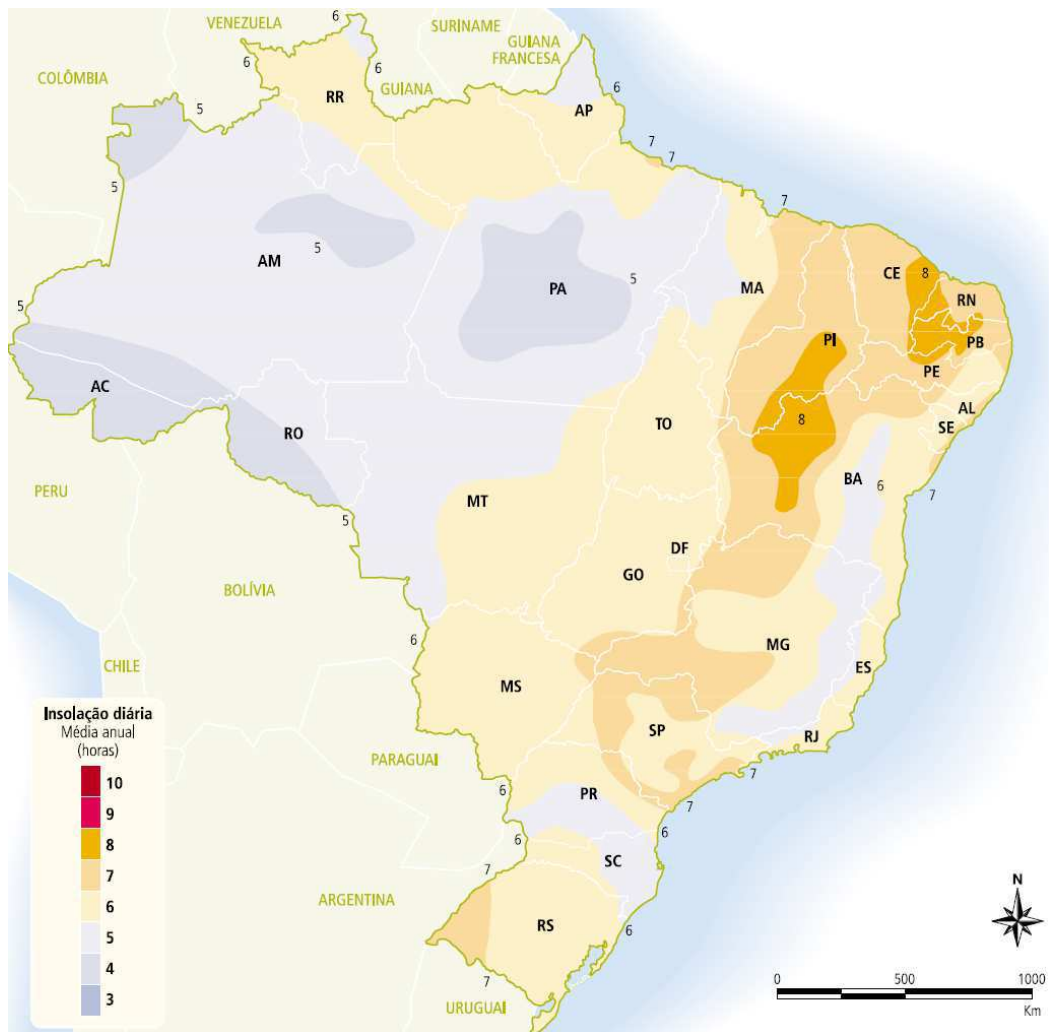 6
VENEZUELA
SURINAME
GUIANA
FRANCESA
6
6
COLÔMBIA
GUIANA
RR
5
AP
6
7
7
5
7
AM
5
PA
5
MA
CE
8
RN
5
PI
PB
PE
AC
AL
TO
8
SE
RO
BA
6
PERU
MT
7
5
DF
GO
BOLÍVIA
6
MG
CHILE
ES
MS
Insolação diária
Média anual
(horas)
SP
RJ
PARAGUAI
7
10
PR
6
7
9
6
6
8
SC
7
7
ARGENTINA
N
6
RS
6
5
4
7
0
500
1000
3
URUGUAI
Km